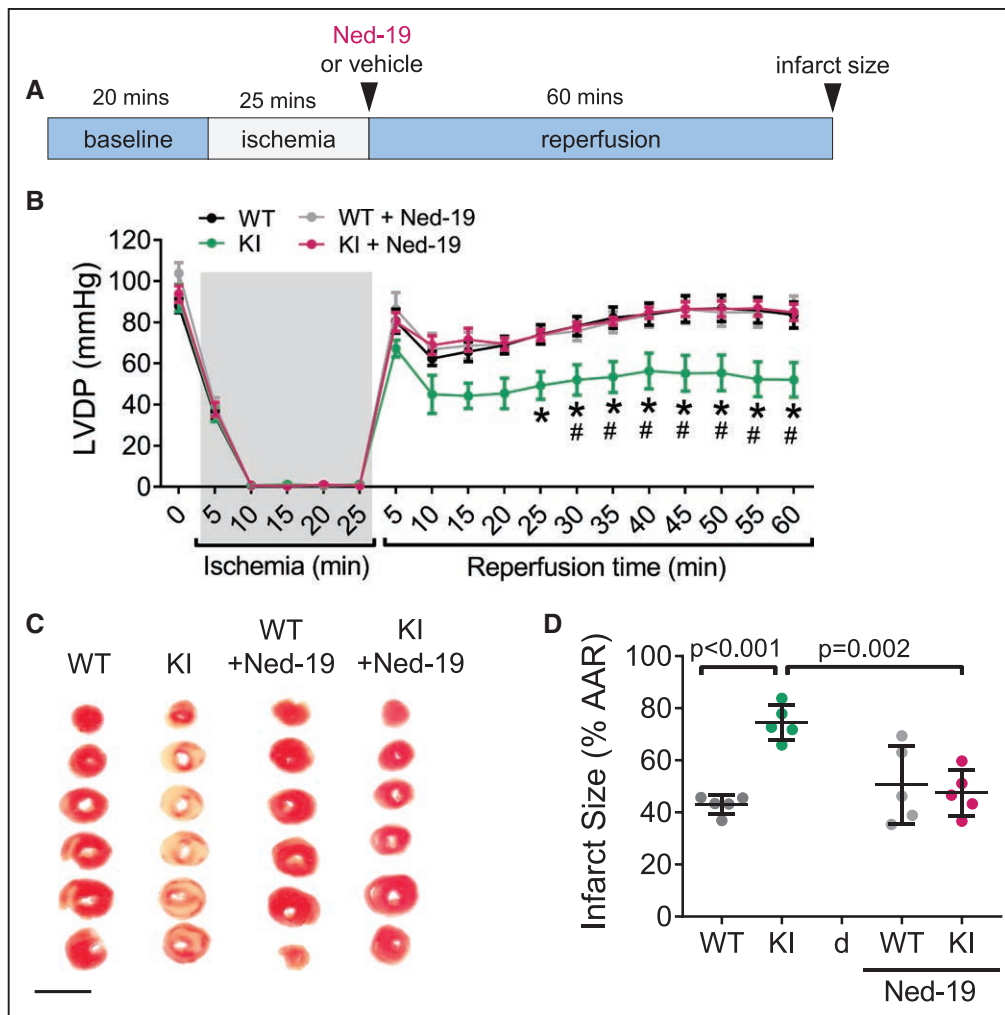 Ned-19
or vehicle
infarct size
A
20 mins
25 mins
60 mins
baseline
ischemia
reperfusion
B
WT
WT + Ned-19
KI
KI + Ned-19
LVDP (mmHg)
120
100
80
60
40
20
0
* * * * * * * *
# # # # # # #
0 5 10 15 20 25 5 10 15 20 25 30 35 40 45 50 55 60
Ischemia (min)
Reperfusion time (min)
C
WT
KI
WT
+Ned-19
KI
+Ned-19
D
p<0.001
p=0.002
Infarct Size (% AAR)
100
80
60
40
20
0
WT KI d WT KI
Ned-19